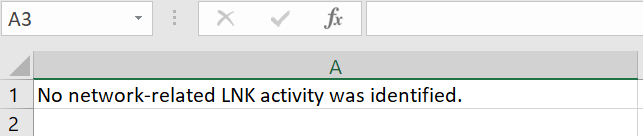 A3
fx
A
1 No network-related LNK activity was identified.
2